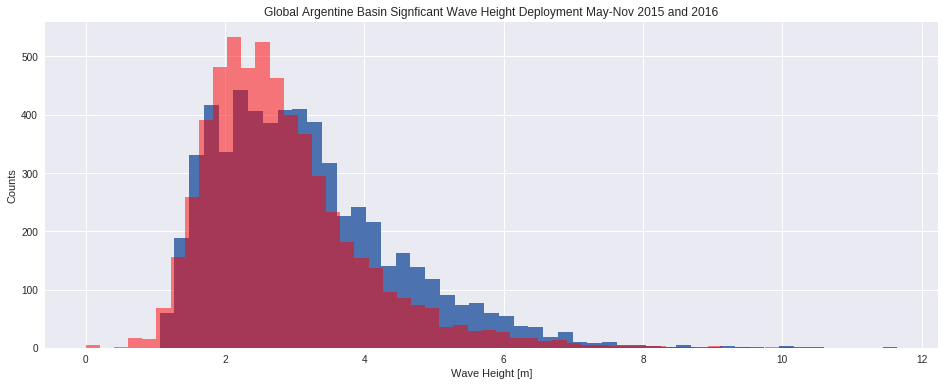 Global Argentine Basin Signficant Wave Height Deployment May-Nov 2015 and 2016
500
400
300
200
100
0
Counts
0 2 4 6 8 10 12
Wave Height [m]